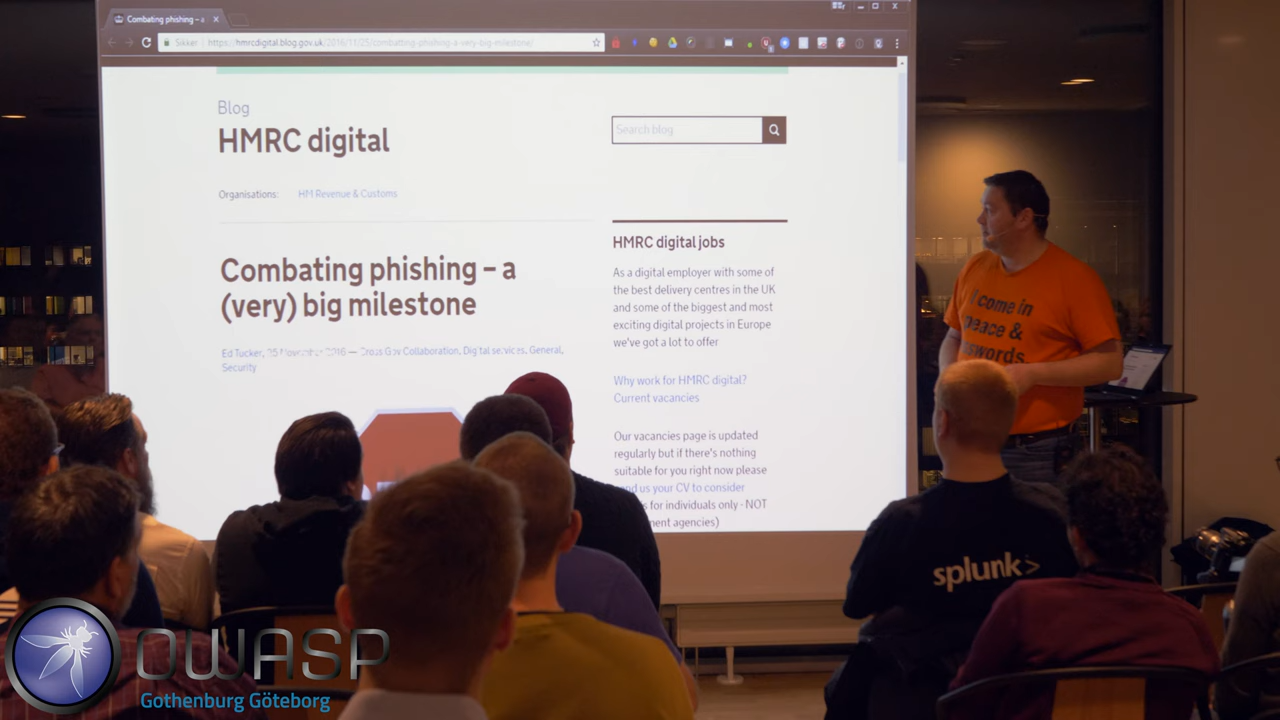 Combating phishing – a
Sikker
https://hmrcdigital.blog.gov.uk/2016/11/25/combatting-phishing-a-very-big-milestone/
Blog
HMRC digital
Search blog
Organisations: HM Revenue & Customs
Combating phishing – a
(very) big milestone
Ed Tucker, 25 November 2016 — Cross Gov Collaboration, Digital services, General,
Security
HMRC digital jobs
As a digital employer with some of
the best delivery centres in the UK
and some of the biggest and most
exciting digital projects in Europe
we've got a lot to offer
Why work for HMRC digital?
Current vacancies
Our vacancies page is updated
regularly but if there's nothing
suitable for you right now please
us your CV to consider
for individuals only - NOT
agencies)
come in
peace &
swords
splunk>
OWASP
Gothenburg Göteborg